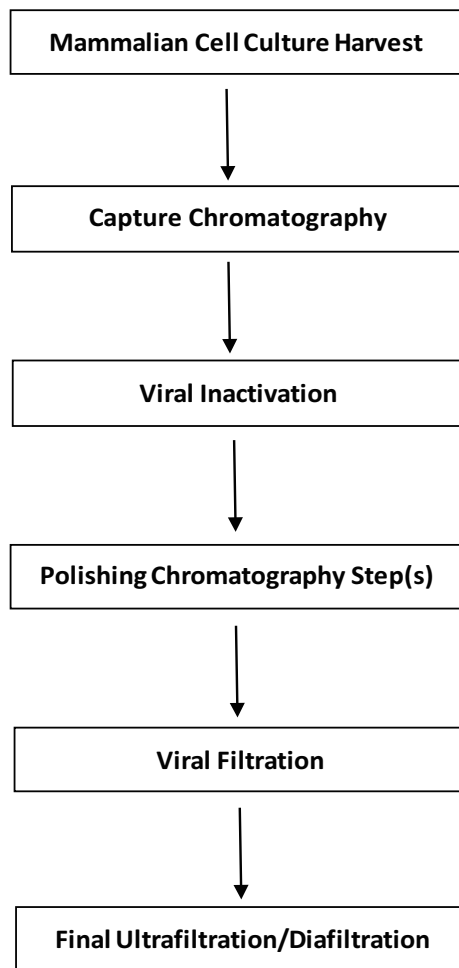 Mammalian Cell Culture Harvest
Capture Chromatography
Viral Inactivation
Polishing Chromatography Step(s)
Viral Filtration
Final Ultrafiltration/Diafiltration